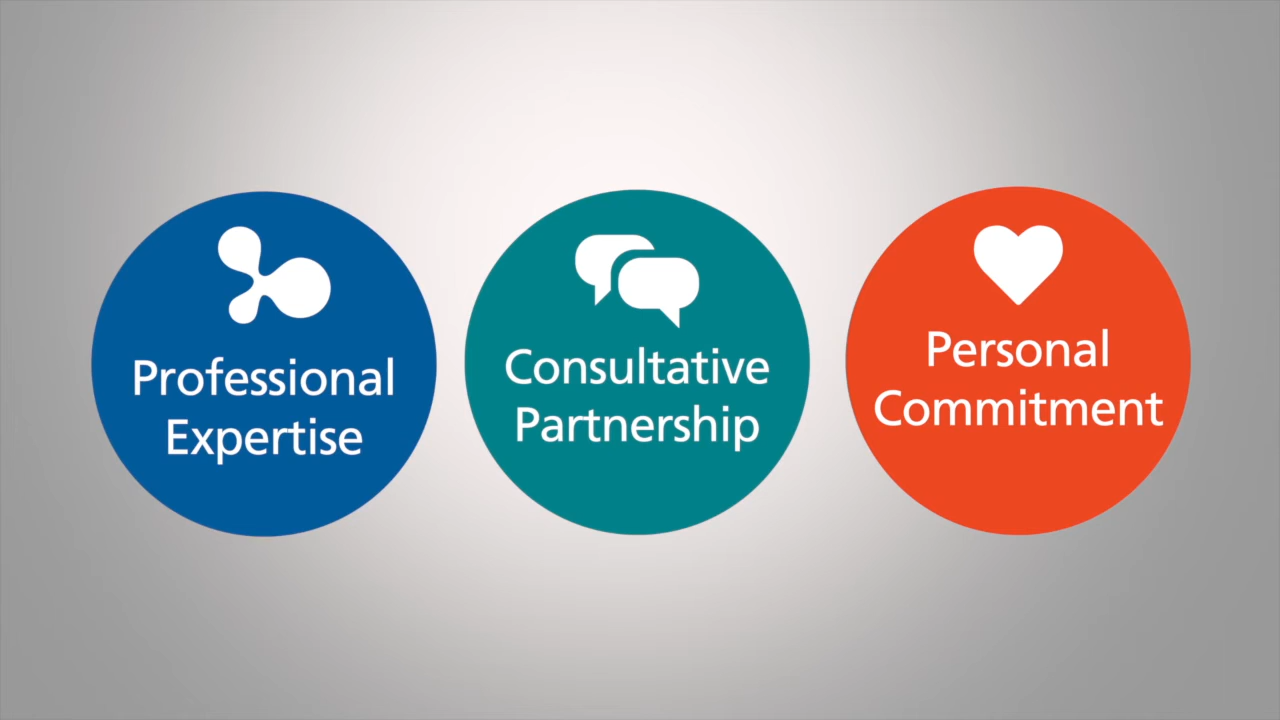 Professional
Expertise
Consultative
Partnership
Personal
Commitment